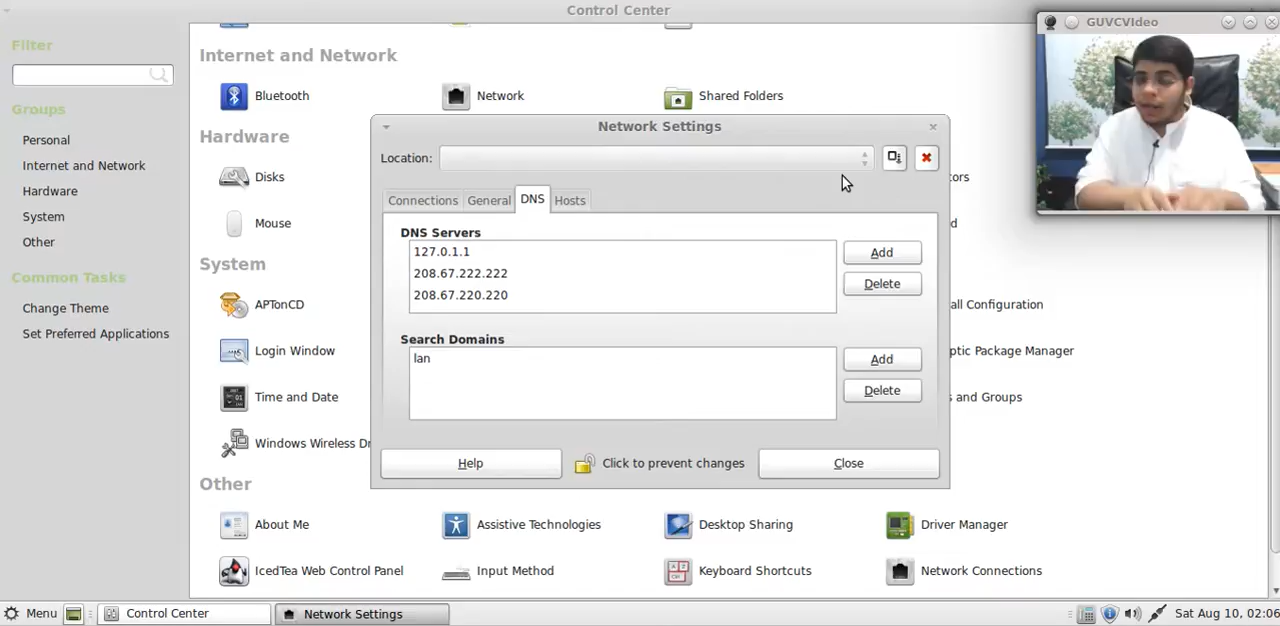 Control Center
GUVCVIdeo
Filter
Groups
Personal
Internet and Network
Hardware
System
Other
Common Tasks
Change Theme
Set Preferred Applications
Internet and Network
Bluetooth
Network
Shared Folders
Hardware
Disks
Mouse
System
APTonCD
all Configuration
Login Window
ptic Package Manager
Time and Date
s and Groups
Windows Wireless Dr
Other
About Me
Assistive Technologies
Desktop Sharing
Driver Manager
IcedTea Web Control Panel
Input Method
Keyboard Shortcuts
Network Connections
Network Settings
Location:
Connections
General
DNS
Hosts
DNS Servers
127.0.1.1
208.67.222.222
208.67.220.220
Add
Delete
Search Domains
lan
Add
Delete
Help
Click to prevent changes
Close
Menu
Control Center
Network Settings
Sat Aug 10, 02:06